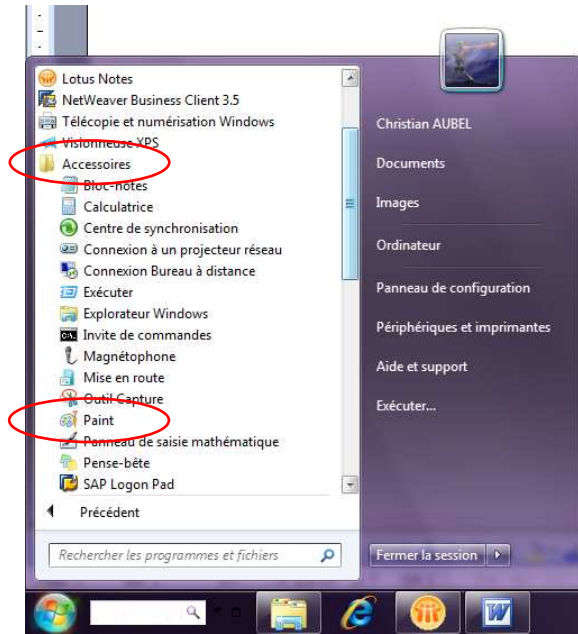 Lotus Notes
NetWeaver Business Client 3.5
Télécopie et numérisation Windows
Visionneuse XPS
Accessoires
Bloc-notes
Calculatrice
Centre de synchronisation
Connexion à un projecteur réseau
Connexion Bureau à distance
Exécuter
Explorateur Windows
Invite de commandes
Magnétophone
Mise en route
Outil Capture
Paint
Panneau de saisie mathématique
Pense-bête
SAP Logon Pad
Précédent
Rechercher les programmes et fichiers
Christian AUBEL
Documents
Images
Ordinateur
Panneau de configuration
Périphériques et imprimantes
Aide et support
Exécuter...
Fermer la session